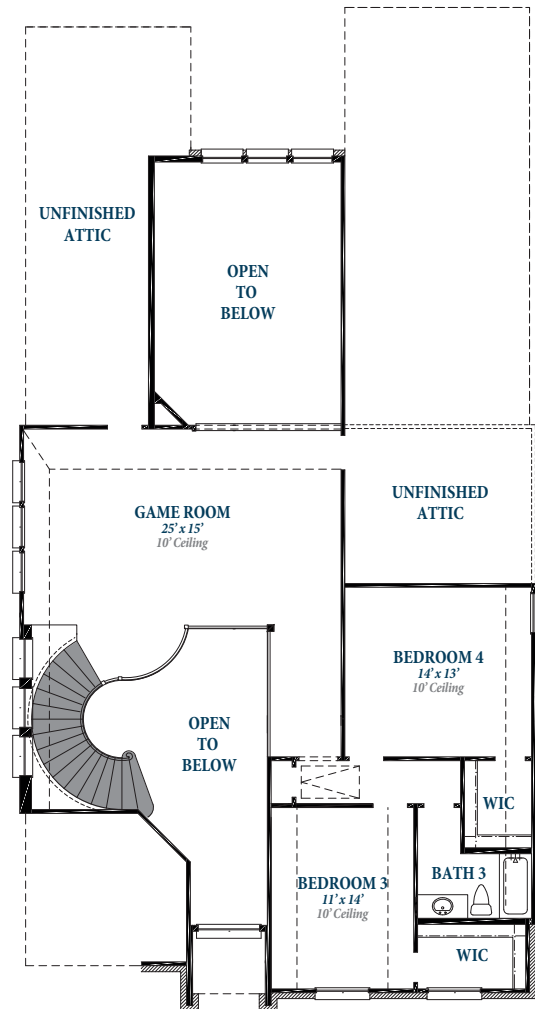 UNFINISHED
ATTIC
OPEN
TO
BELOW
GAME ROOM
25' x 15'
10' Ceiling
UNFINISHED
ATTIC
BEDROOM 4
14' x 13'
10' Ceiling
OPEN
TO
BELOW
WIC
BATH 3
BEDROOM 3
11' x 14'
10' Ceiling
WIC